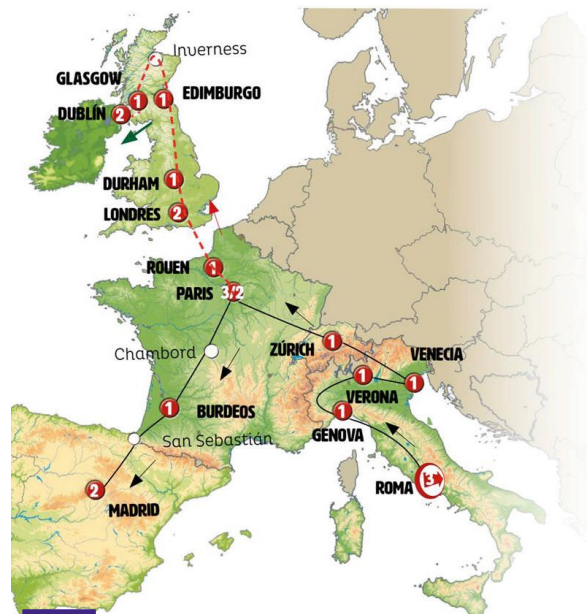 Inverness
GLASGOW
1
1
EDIMBURGO
DUBLÍN
2
DURHAM
1
LONDRES
2
ROUEN
1
PARIS
3/2
ZÚRICH
1
VENECIA
1
Chambord
1
VERONA
1
BURDEOS
1
GENOVA
San Sebastián
ROMA
3
2
MADRID